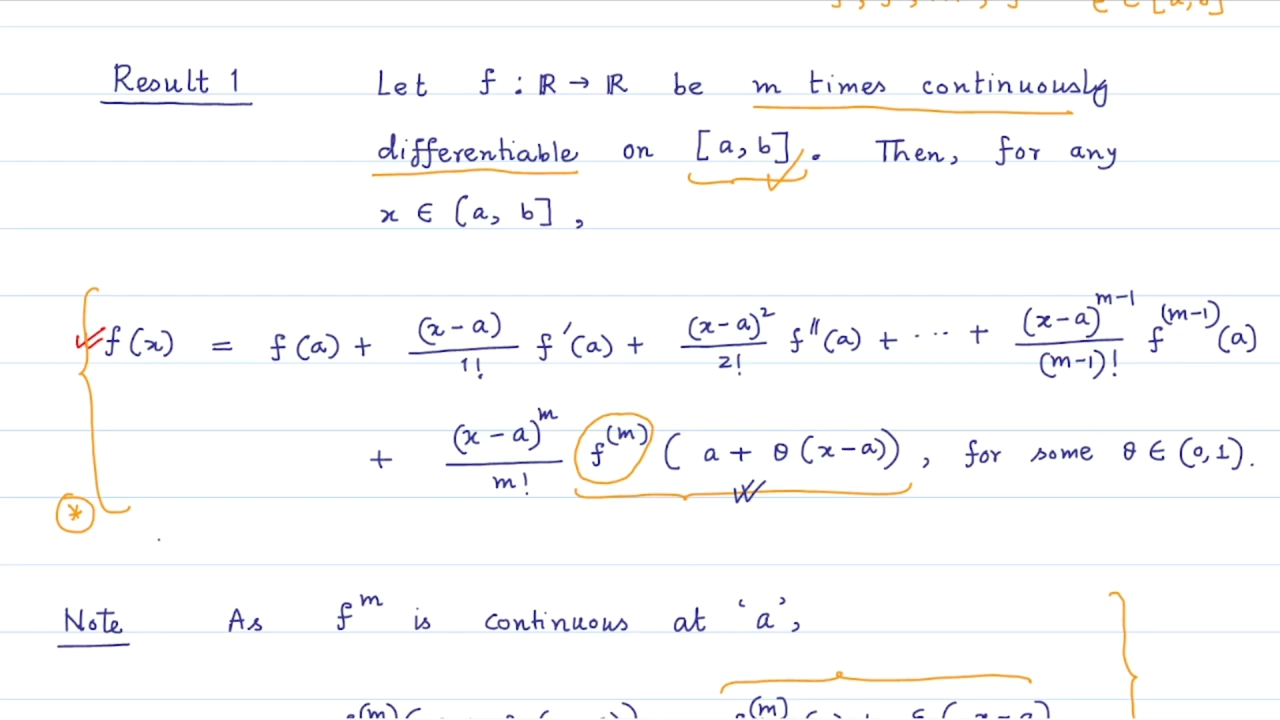 ∈ [a, b]
Result 1 Let f : ℝ → ℝ be m times continuously
differentiable on [a, b]. Then, for any
x ∈ [a, b],
f(x) = f(a) + (x-a)/1! f′(a) + (x-a)²/2! f″(a) + ··· + (x-a)^{m-1}/(m-1)! f^{(m-1)}(a)
+ (x-a)^m/m! f^{(m)}(a + θ(x-a)), for some θ ∈ (0,1).
*
Note As f^m is continuous at 'a',